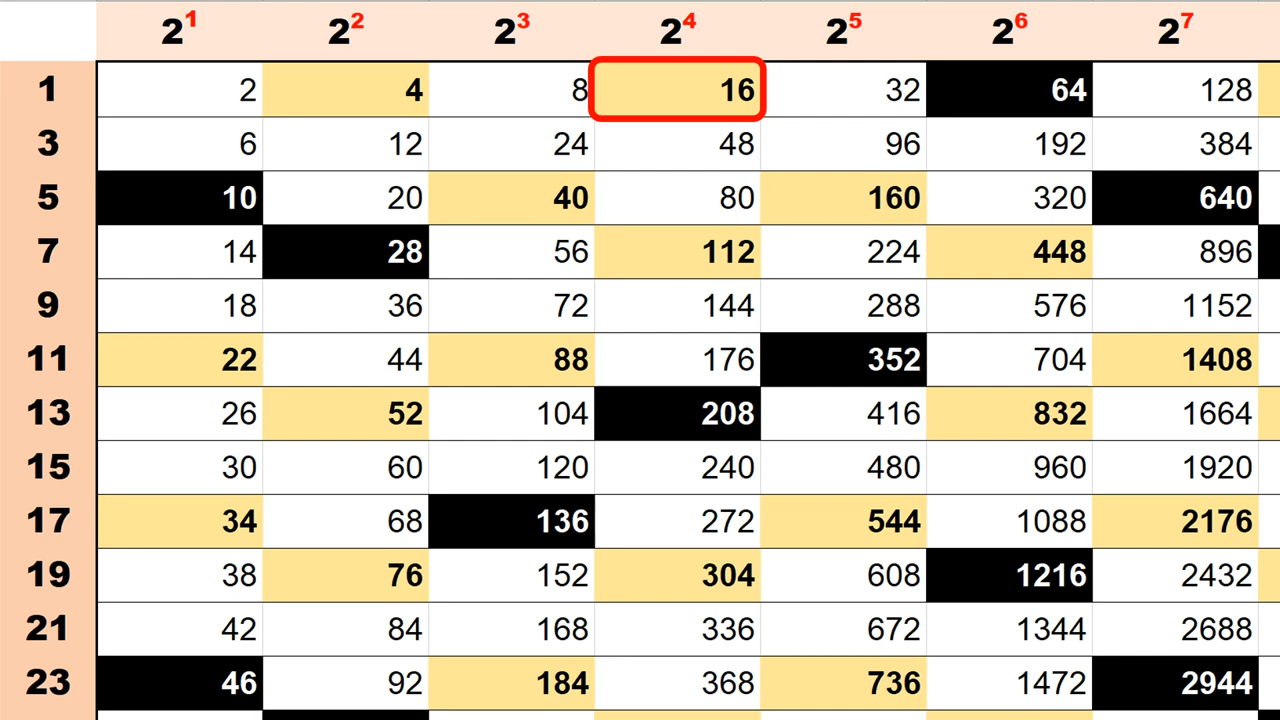 2¹ 2² 2³ 2⁴ 2⁵ 2⁶ 2⁷
1 2 4 8 16 32 64 128
3 6 12 24 48 96 192 384
5 10 20 40 80 160 320 640
7 14 28 56 112 224 448 896
9 18 36 72 144 288 576 1152
11 22 44 88 176 352 704 1408
13 26 52 104 208 416 832 1664
15 30 60 120 240 480 960 1920
17 34 68 136 272 544 1088 2176
19 38 76 152 304 608 1216 2432
21 42 84 168 336 672 1344 2688
23 46 92 184 368 736 1472 2944